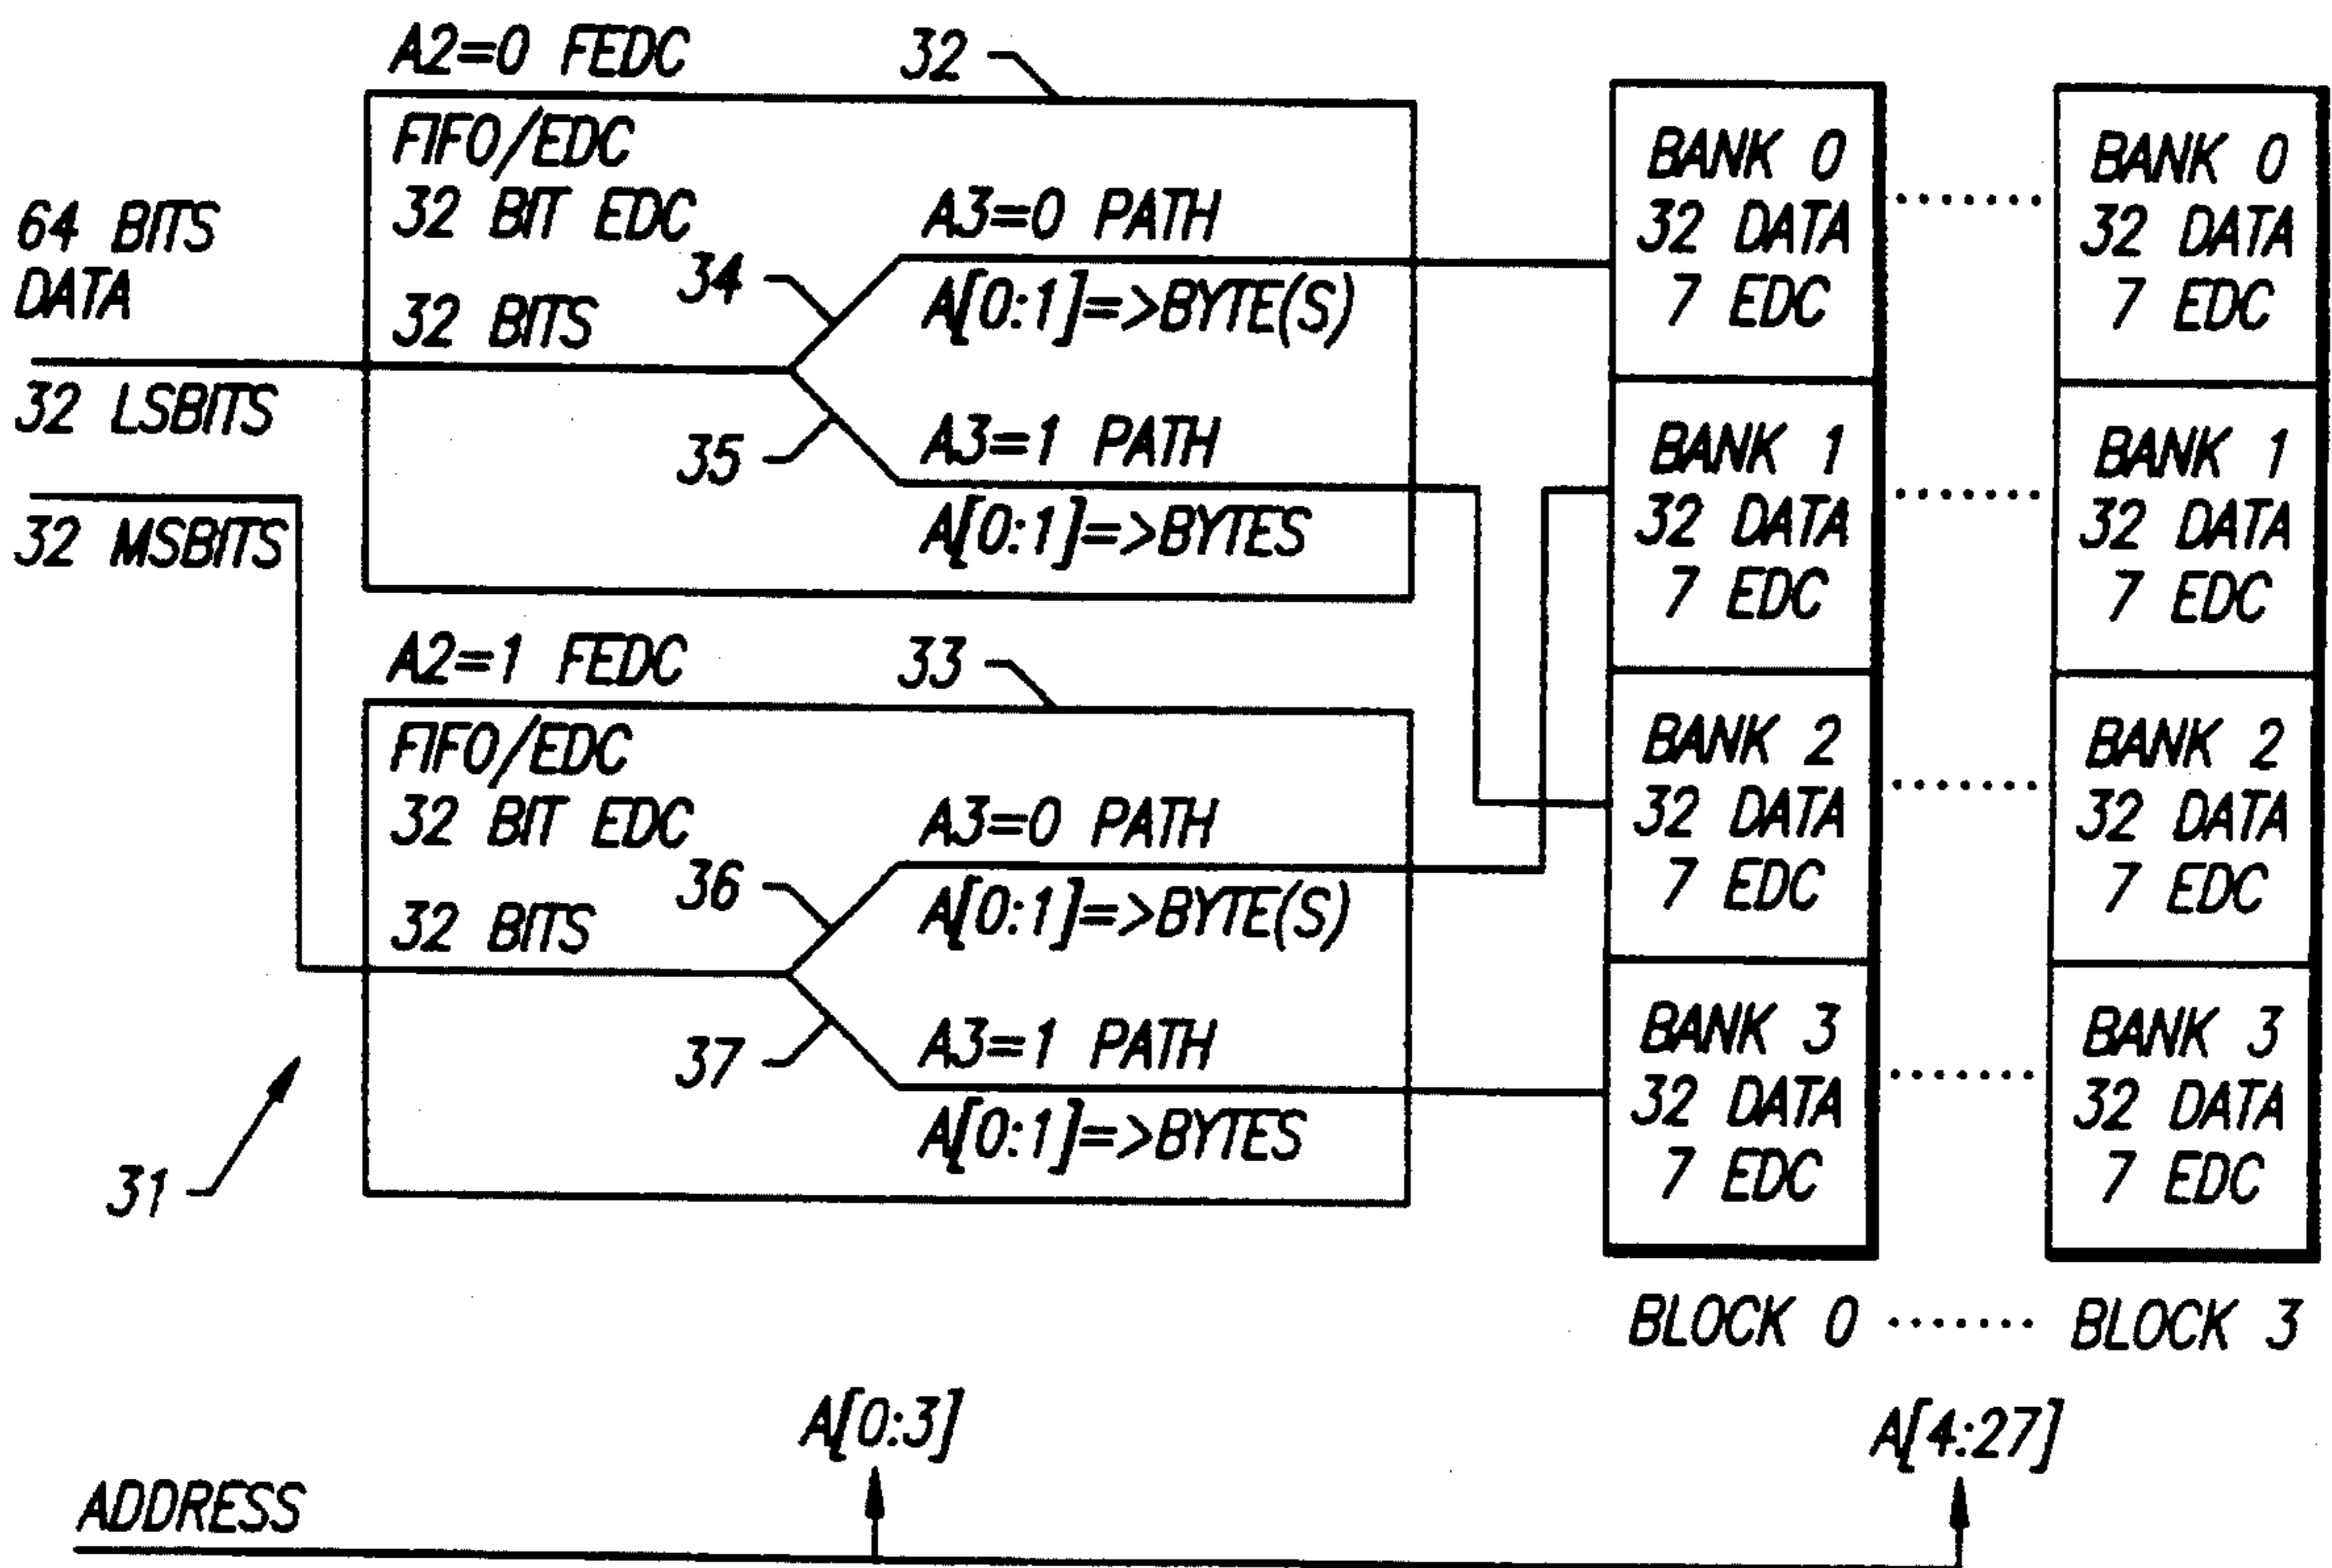 A2=0 FEDC
32
FIFO/EDC
32 BIT EDC
32 BITS
34
A3=0 PATH
A[0:1]=>BYTE(S)
35
A3=1 PATH
A[0:1]=>BYTES
64 BITS
DATA
32 LSBITS
32 MSBITS
A2=1 FEDC
33
FIFO/EDC
32 BIT EDC
32 BITS
36
A3=0 PATH
A[0:1]=>BYTE(S)
37
A3=1 PATH
A[0:1]=>BYTES
31
BANK 0
32 DATA
7 EDC
BANK 1
32 DATA
7 EDC
BANK 2
32 DATA
7 EDC
BANK 3
32 DATA
7 EDC
BANK 0
32 DATA
7 EDC
BANK 1
32 DATA
7 EDC
BANK 2
32 DATA
7 EDC
BANK 3
32 DATA
7 EDC
BLOCK 0 ....... BLOCK 3
A[0:3]
A[4:27]
ADDRESS